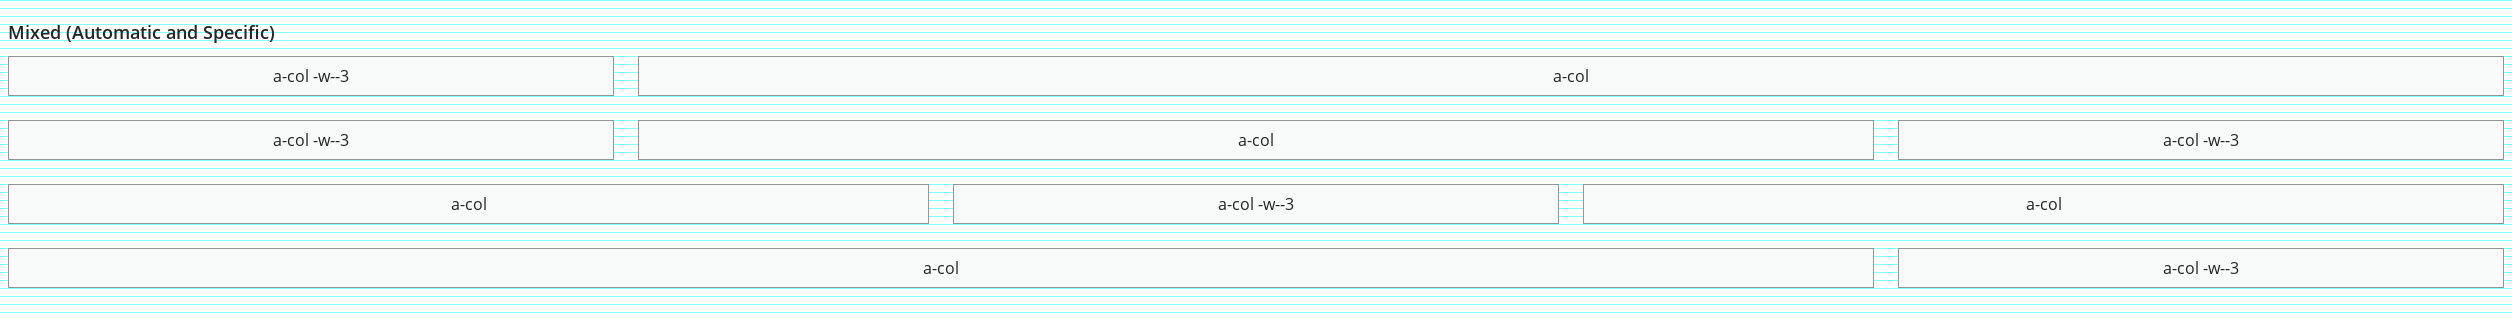 Mixed (Automatic and Specific)
a-col -w--3 a-col
a-col -w--3 a-col a-col -w--3
a-col a-col -w--3 a-col
a-col a-col -w--3